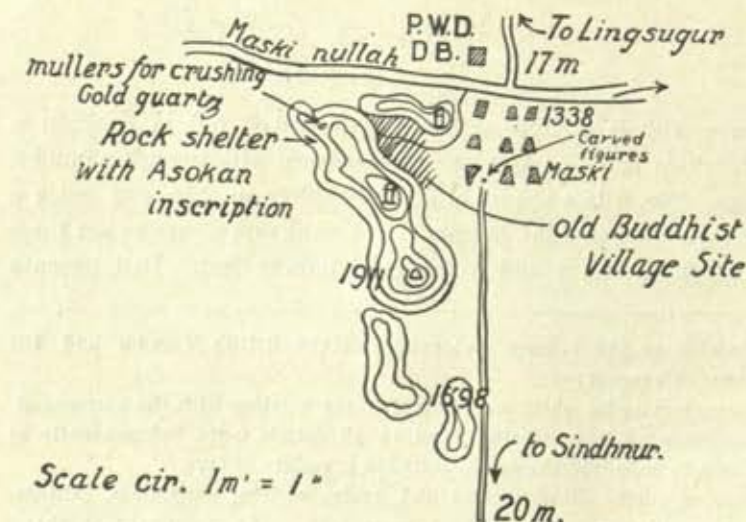 P.W.D.
D B.
To Lingsugur
17 m
Maski nullah
mullers for crushing
Gold quartz
Rock shelter
with Asokan
inscription
1338
Carved
figures
Maski
old Buddhist
Village Site
1911
1698
to Sindhnur.
20 m.
Scale cir. 1m' = 1"